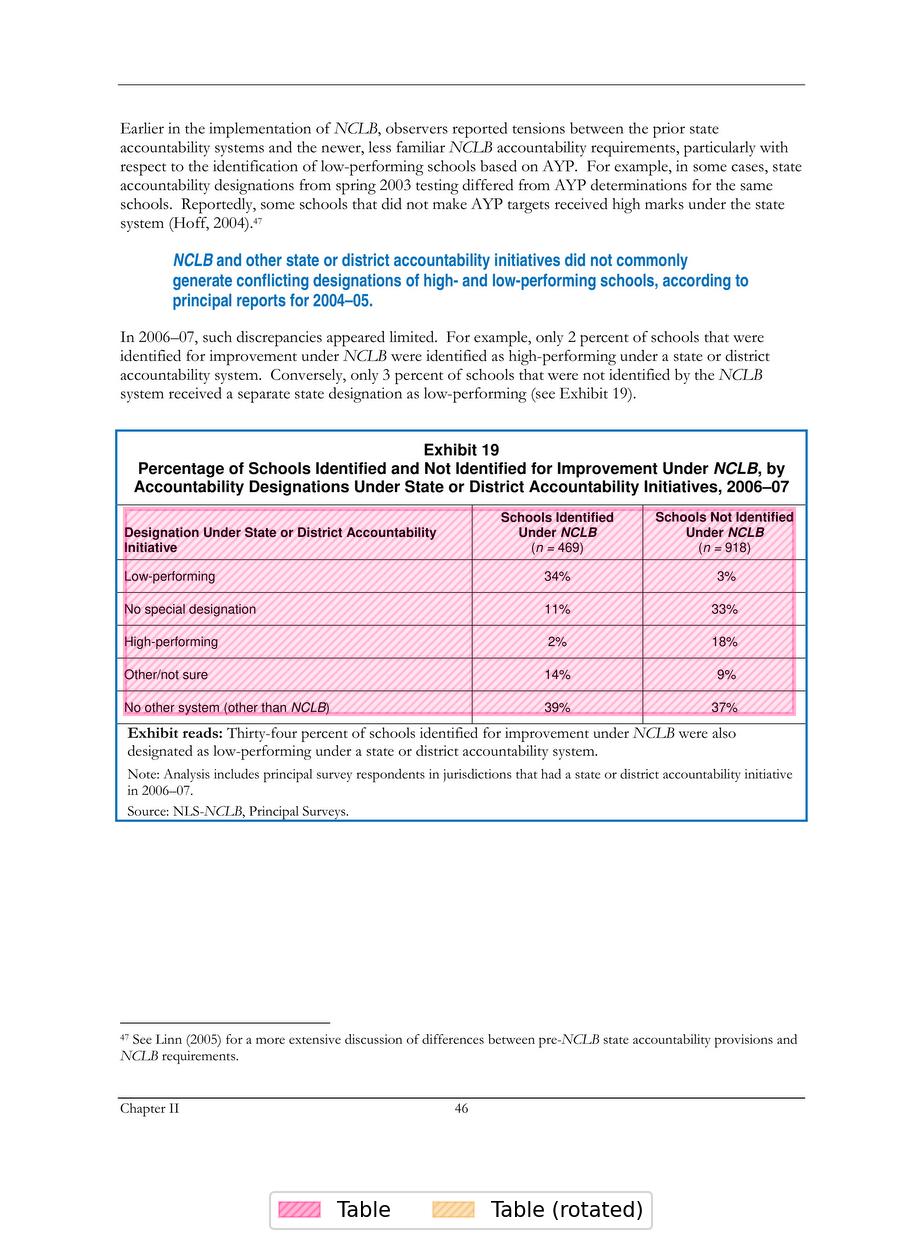 Earlier in the implementation of NCLB, observers reported tensions between the prior state
accountability systems and the newer, less familiar NCLB accountability requirements, particularly with
respect to the identification of low-performing schools based on AYP. For example, in some cases, state
accountability designations from spring 2003 testing differed from AYP determinations for the same
schools. Reportedly, some schools that did not make AYP targets received high marks under the state
system (Hoff, 2004).47
NCLB and other state or district accountability initiatives did not commonly
generate conflicting designations of high- and low-performing schools, according to
principal reports for 2004–05.
In 2006–07, such discrepancies appeared limited. For example, only 2 percent of schools that were
identified for improvement under NCLB were identified as high-performing under a state or district
accountability system. Conversely, only 3 percent of schools that were not identified by the NCLB
system received a separate state designation as low-performing (see Exhibit 19).
Exhibit 19
Percentage of Schools Identified and Not Identified for Improvement Under NCLB, by
Accountability Designations Under State or District Accountability Initiatives, 2006–07
Designation Under State or District Accountability
Initiative
Schools Identified
Under NCLB
(n = 469)
Schools Not Identified
Under NCLB
(n = 918)
Low-performing 34% 3%
No special designation 11% 33%
High-performing 2% 18%
Other/not sure 14% 9%
No other system (other than NCLB) 39% 37%
Exhibit reads: Thirty-four percent of schools identified for improvement under NCLB were also
designated as low-performing under a state or district accountability system.
Note: Analysis includes principal survey respondents in jurisdictions that had a state or district accountability initiative
in 2006–07.
Source: NLS-NCLB, Principal Surveys.
47 See Linn (2005) for a more extensive discussion of differences between pre-NCLB state accountability provisions and
NCLB requirements.
Chapter II 46
Table Table (rotated)